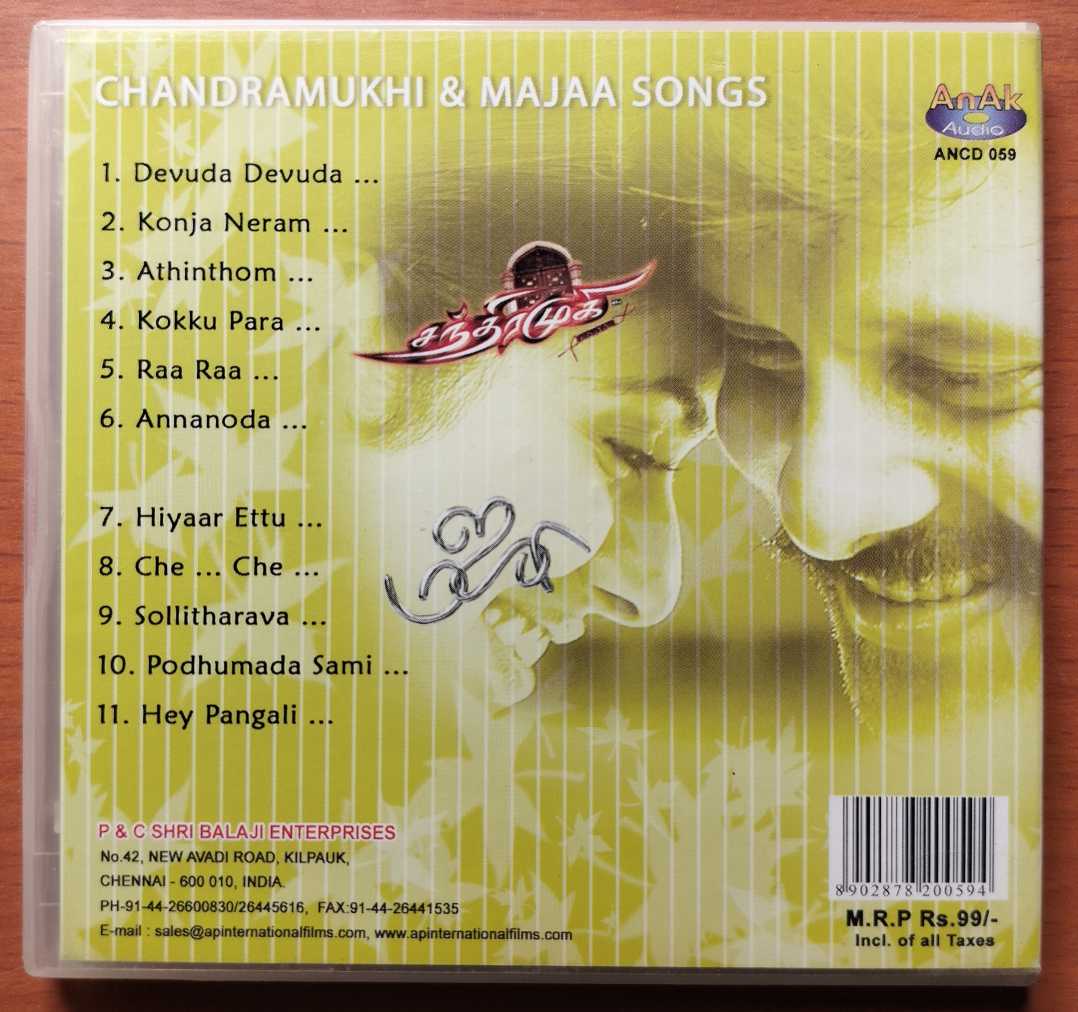 CHANDRAMUKHI & MAJAA SONGS
AnAk
Audio
ANCD 059
1. Devuda Devuda ...
2. Konja Neram ...
3. Athinthom ...
4. Kokku Para ...
5. Raa Raa ...
6. Annanoda ...
சந்திரமுகி
7. Hiyaar Ettu ...
8. Che ... Che ...
9. Sollitharava ...
10. Podhumada Sami ...
11. Hey Pangali ...
மஜா
P & C SHRI BALAJI ENTERPRISES
No.42, NEW AVADI ROAD, KILPAUK,
CHENNAI - 600 010, INDIA.
PH-91-44-26600830/26445616, FAX:91-44-26441535
E-mail : sales@apinternationalfilms.com, www.apinternationalfilms.com
8902878200594
M.R.P Rs.99/-
Incl. of all Taxes